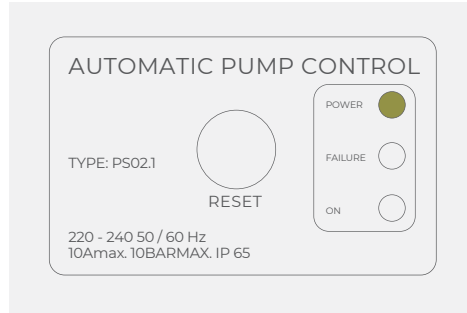 AUTOMATIC PUMP CONTROL
POWER
TYPE: PS02.1
FAILURE
RESET
ON
220 - 240 50 / 60 Hz
10Amax. 10BARMAX. IP 65